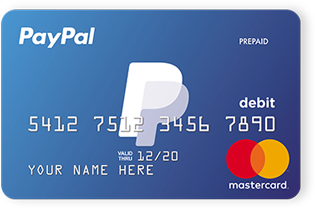 PayPal
PREPAID
debit
5412 7512 3456 7890
VALID THRU 12/20
YOUR NAME HERE
mastercard.